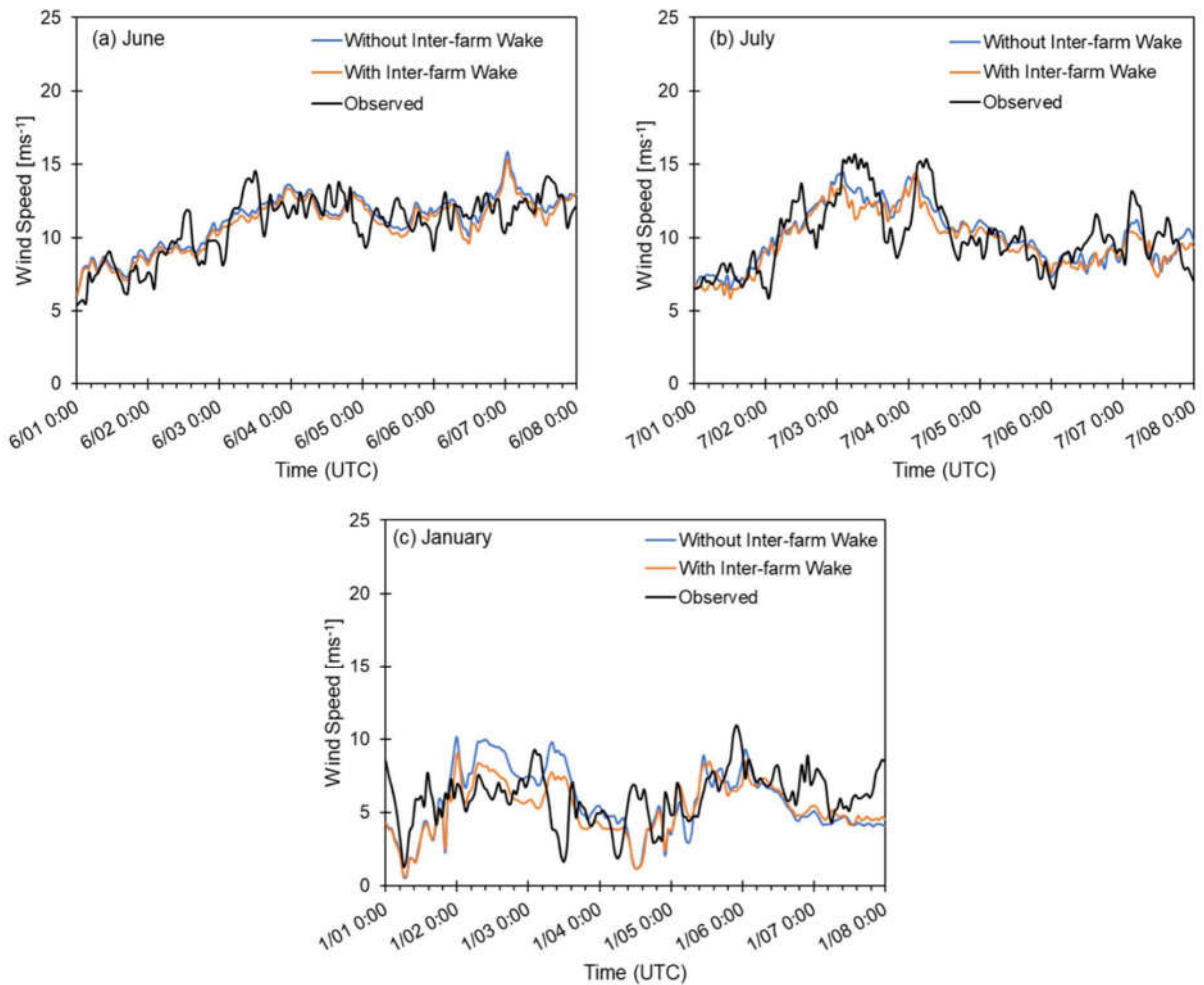 (a) June
Without Inter-farm Wake
With Inter-farm Wake
Observed
Wind Speed [ms⁻¹]
25
20
15
10
5
0
6/01 0:00
6/02 0:00
6/03 0:00
6/04 0:00
6/05 0:00
6/06 0:00
6/07 0:00
6/08 0:00
Time (UTC)
(b) July
Without Inter-farm Wake
With Inter-farm Wake
Observed
Wind Speed [ms⁻¹]
25
20
15
10
5
0
7/01 0:00
7/02 0:00
7/03 0:00
7/04 0:00
7/05 0:00
7/06 0:00
7/07 0:00
7/08 0:00
Time (UTC)
(c) January
Without Inter-farm Wake
With Inter-farm Wake
Observed
Wind Speed [ms⁻¹]
25
20
15
10
5
0
1/01 0:00
1/02 0:00
1/03 0:00
1/04 0:00
1/05 0:00
1/06 0:00
1/07 0:00
1/08 0:00
Time (UTC)